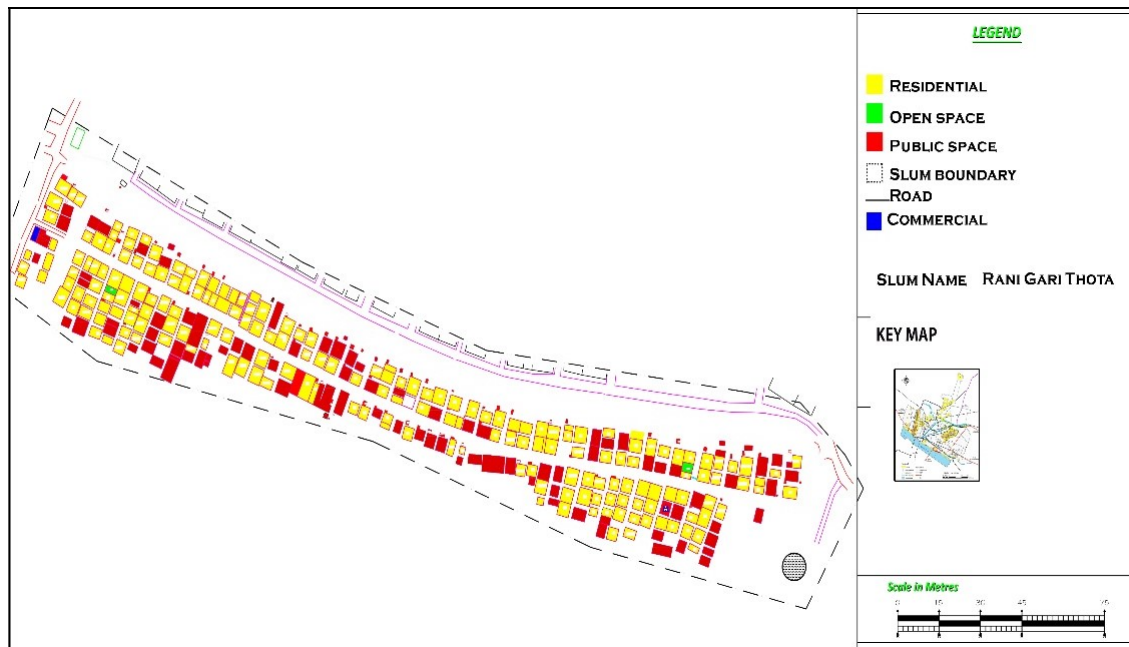 LEGEND
RESIDENTIAL
OPEN SPACE
PUBLIC SPACE
SLUM BOUNDARY
ROAD
COMMERCIAL
SLUM NAME RANI GARI THOTA
KEY MAP
Scale in Metres
0 15 30 45 75